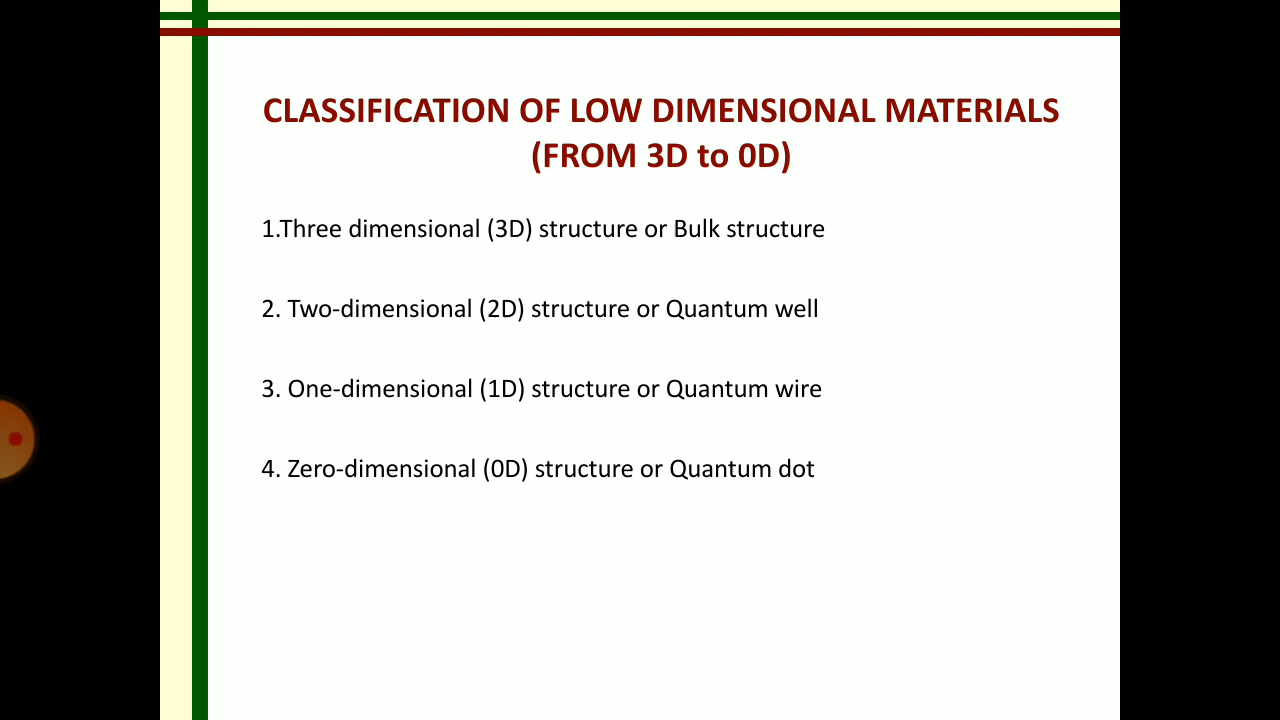 CLASSIFICATION OF LOW DIMENSIONAL MATERIALS
(FROM 3D to 0D)
1.Three dimensional (3D) structure or Bulk structure
2. Two-dimensional (2D) structure or Quantum well
3. One-dimensional (1D) structure or Quantum wire
4. Zero-dimensional (0D) structure or Quantum dot